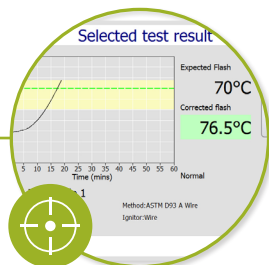 Selected test result
Expected Flash
70°C
Corrected flash
76.5°C
5 10 15 20 25 30 35 40 45 50 55 60
Time (mins)
Normal
1
Method:ASTM D93 A Wire
Ignitor:Wire